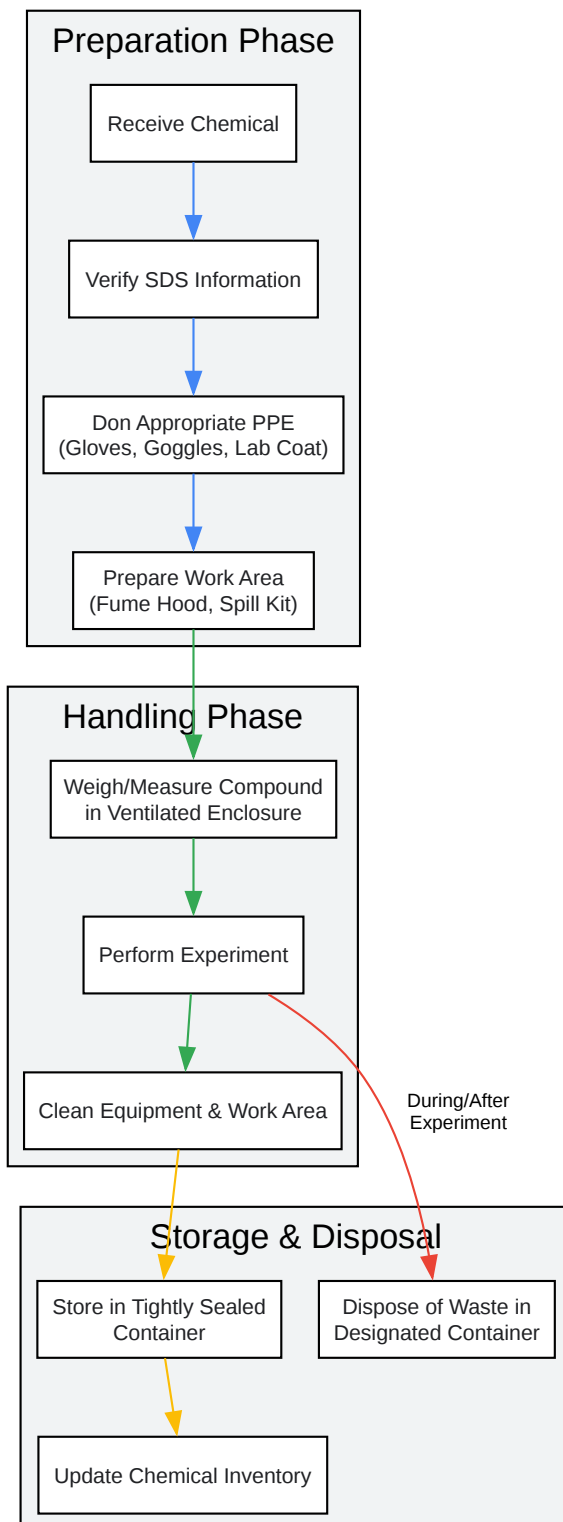 Preparation Phase
Receive Chemical
Verify SDS Information
Don Appropriate PPE
(Gloves, Goggles, Lab Coat)
Prepare Work Area
(Fume Hood, Spill Kit)
Handling Phase
Weigh/Measure Compound
in Ventilated Enclosure
Perform Experiment
Clean Equipment & Work Area
During/After
Experiment
Storage & Disposal
Store in Tightly Sealed
Container
Dispose of Waste in
Designated Container
Update Chemical Inventory